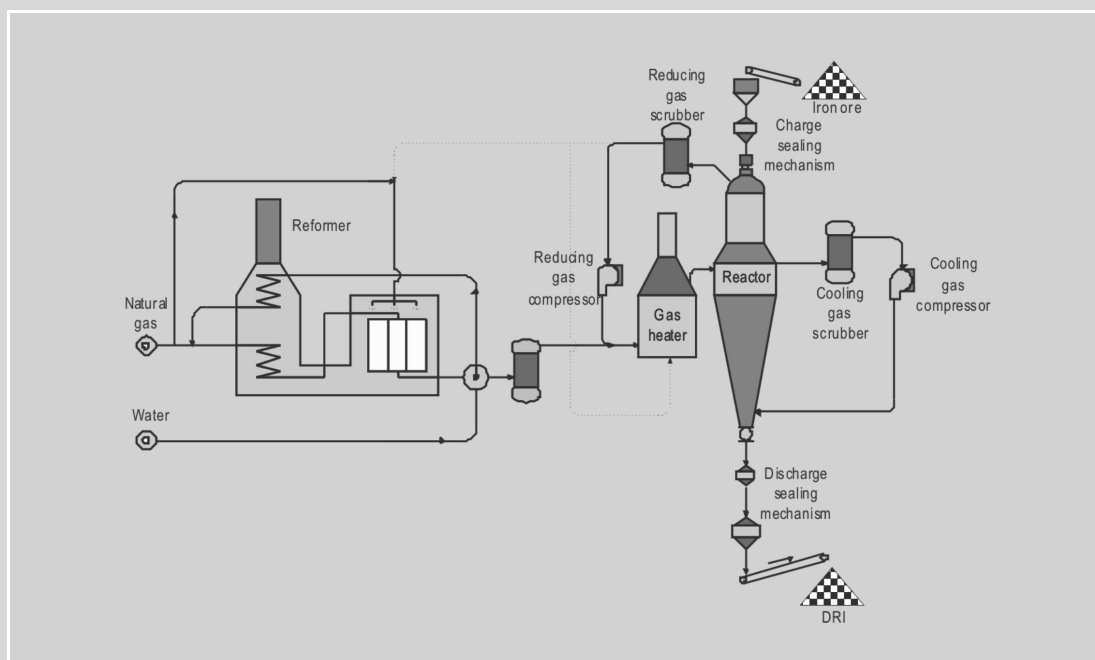 Reducing
gas
scrubber
Iron ore
Charge
sealing
mechanism
Reformer
Natural
gas
Reducing
gas
compressor
Gas
heater
Reactor
Cooling
gas
scrubber
Cooling
gas
compressor
Water
Discharge
sealing
mechanism
DRI